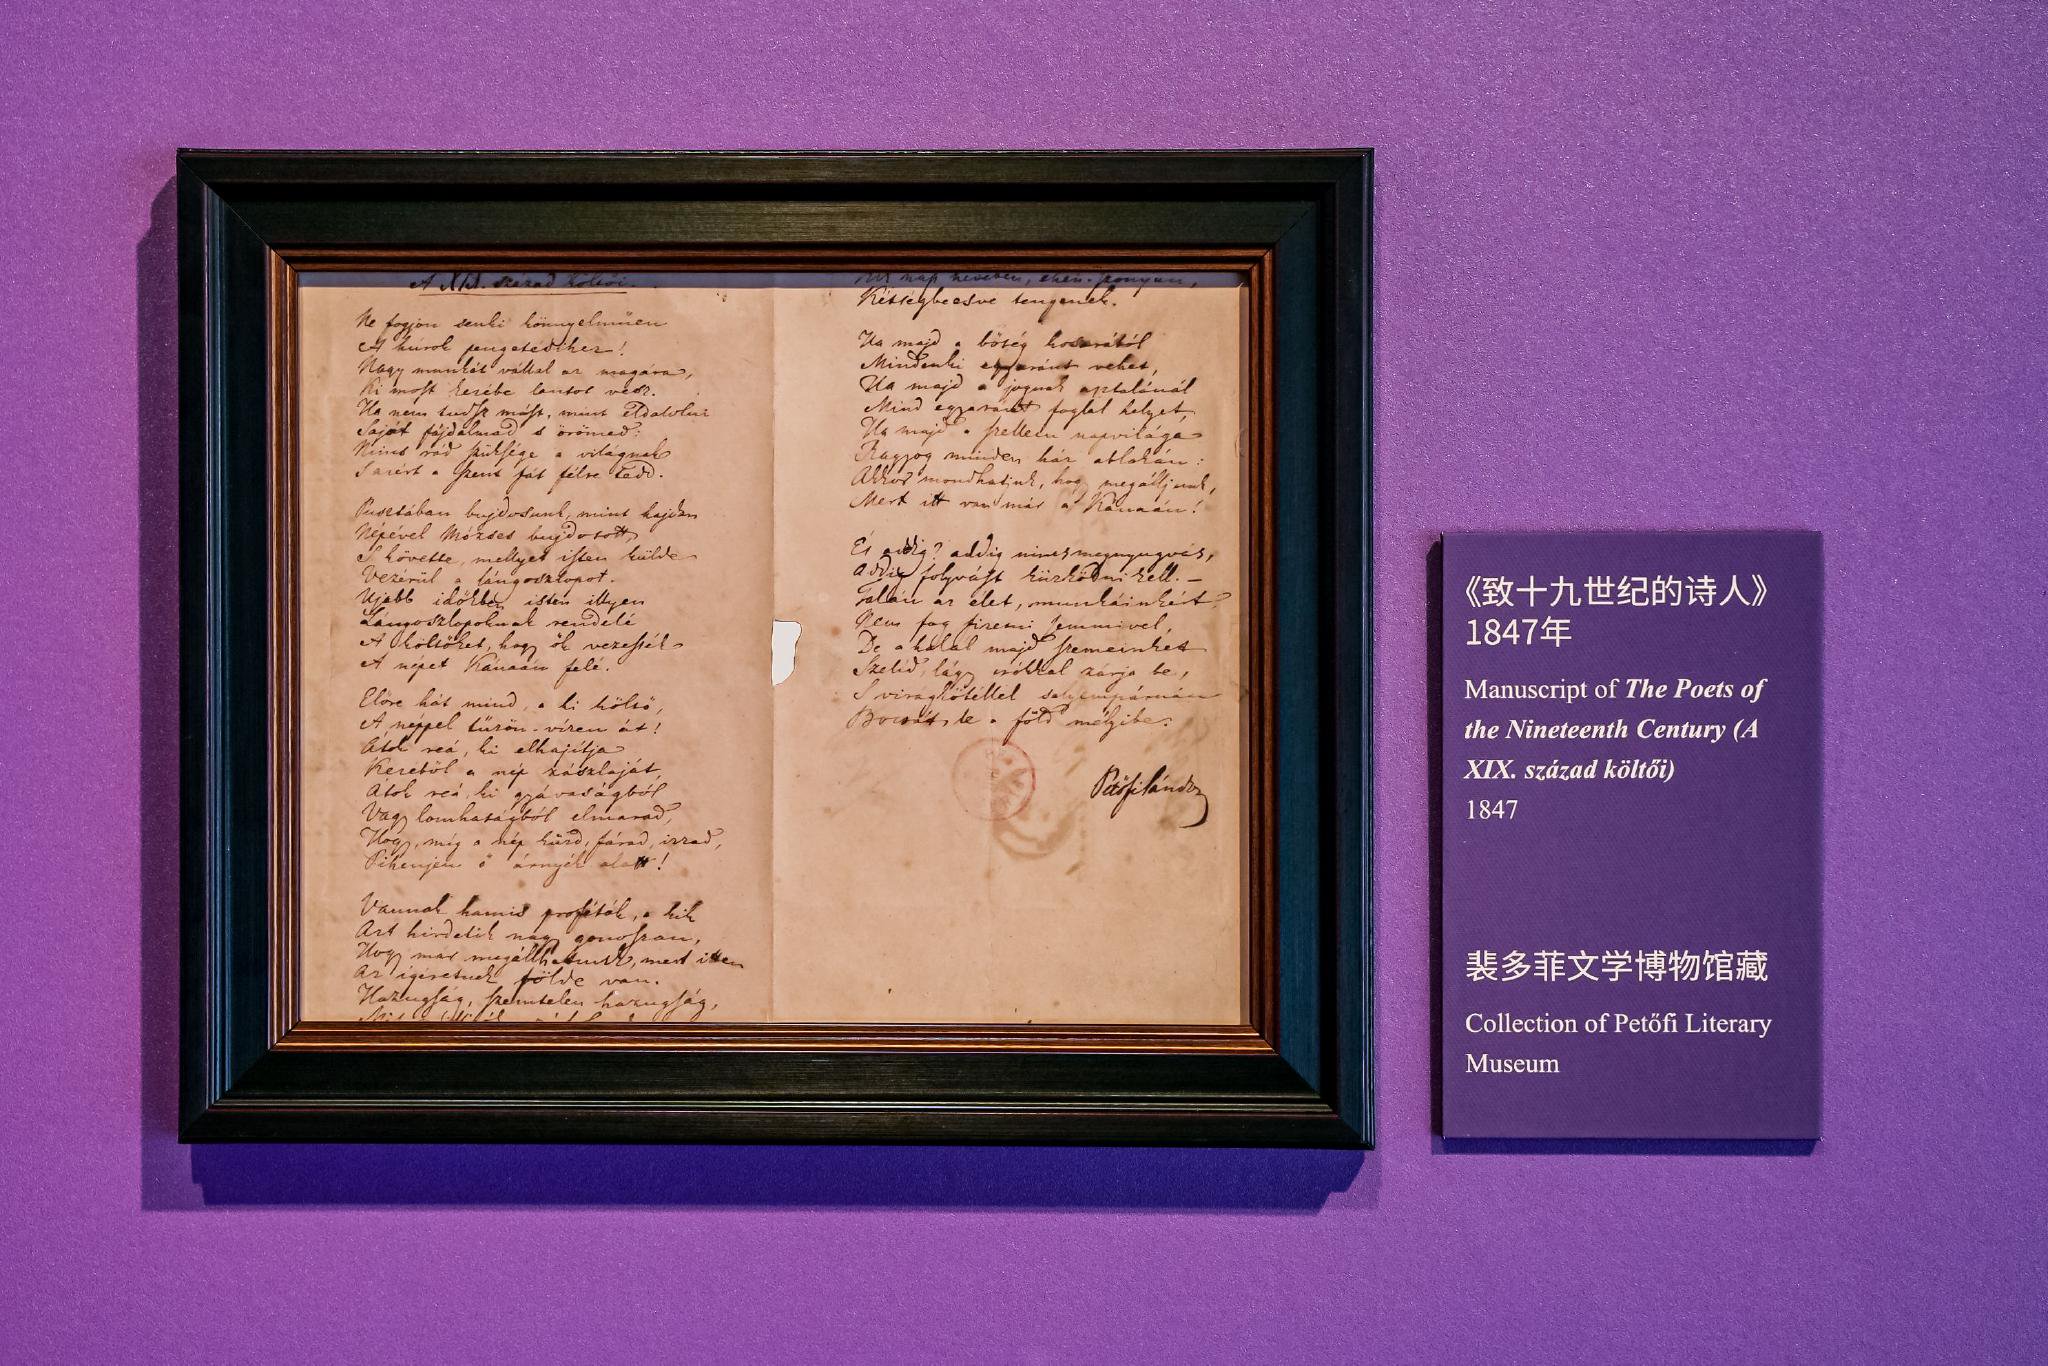 A XIX. század költői.
Ne fogjon senki könnyelműen
A húrok pengetésihez!
Nagy munkát vállal az magára,
Ki most kezébe lantot vesz.
Ha nem tudsz mást, mint eldalolni
Saját fájdalmad s örömed:
Nincs rád szüksége a világnak
S azért a szent fát félre tedd.
Pusztában bujdosunk, mint hajdan
Népével Mózses bujdosott
S követte, mellyet isten külde
Vezérül a lángoszlopot.
Ujabb időkben isten illyen
Lángoszlopoknak rendelé
A költőket, hogy ők vezessék
A népet Kánaán felé.
Előre hát mind, a ki költő,
A néppel tűzön-vízen át!
Átok reá, ki elhajítja
Kezéből a nép zászlaját,
Átok reá, ki gyávaságból
Vagy lomhaságból elmarad,
Hogy, míg a nép küzd, fárad, izzad,
Pihenjen ő árnyék alatt!
Vannak hamis próféták, a kik
Azt hirdetik nagy gonoszan,
Hogy már megállhatunk, mert itten
Az igéretnek földe van.
Hazugság, szemtelen hazugság,
Kétségbeesve tengenek.
Ha majd a bőség kosarából
Mindenki egyaránt vehet,
Ha majd a jognak asztalánál
Mind egyaránt foglal helyet,
Ha majd a szellem napvilága
Ragyog minden ház ablakán:
Akkor mondhatjuk, hogy megálljunk,
Mert itt van már a Kánaán!
És addig? addig nincs megnyugvás,
Addig folyvást küzködni kell. —
Talán az élet, munkáinkért,
Nem fog fizetni semmivel,
De a halál majd szemeinket
Szelíd, lágy csókkal zárja be,
S virágkötéllel selyempárnán
Bocsát le a föld mélyibe.
Petőfi Sándor
《致十九世纪的诗人》
1847年
Manuscript of The Poets of
the Nineteenth Century (A
XIX. század költői)
1847
裴多菲文学博物馆藏
Collection of Petőfi Literary
Museum